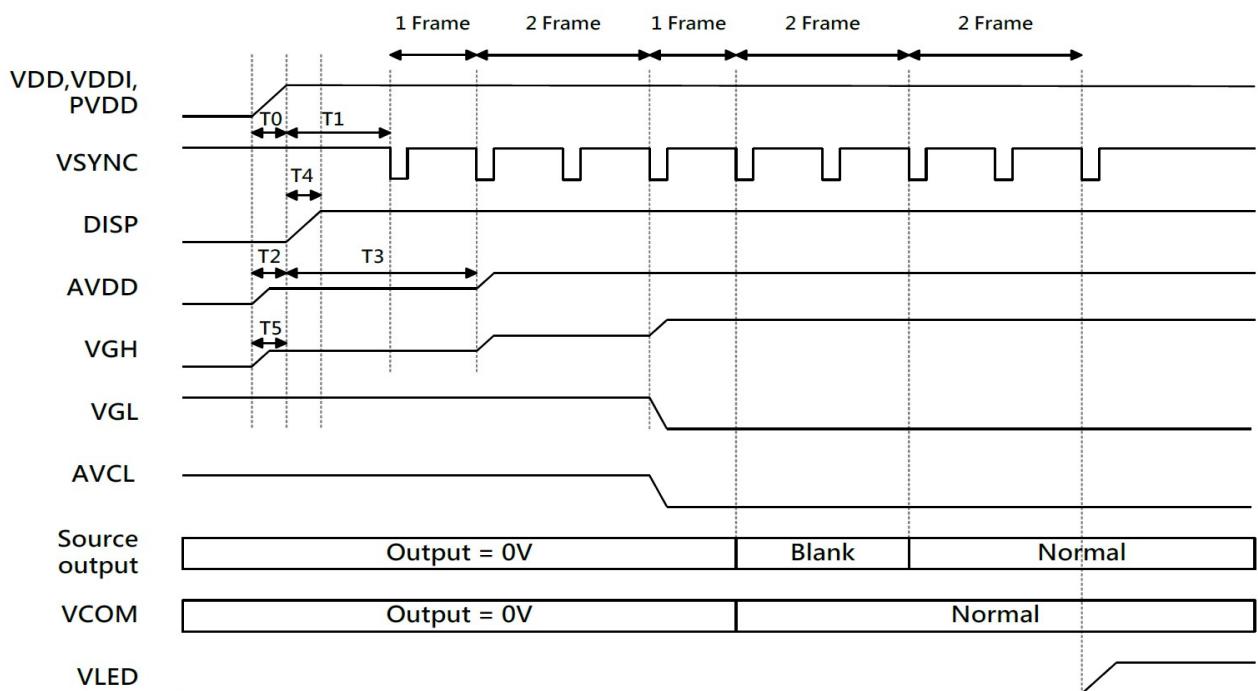 1 Frame 2 Frame 1 Frame 2 Frame 2 Frame
VDD,VDDI,
PVDD
T0 T1
VSYNC
T4
DISP
T2 T3
AVDD
T5
VGH
VGL
AVCL
Source
output
Output = 0V Blank Normal
VCOM Output = 0V Normal
VLED